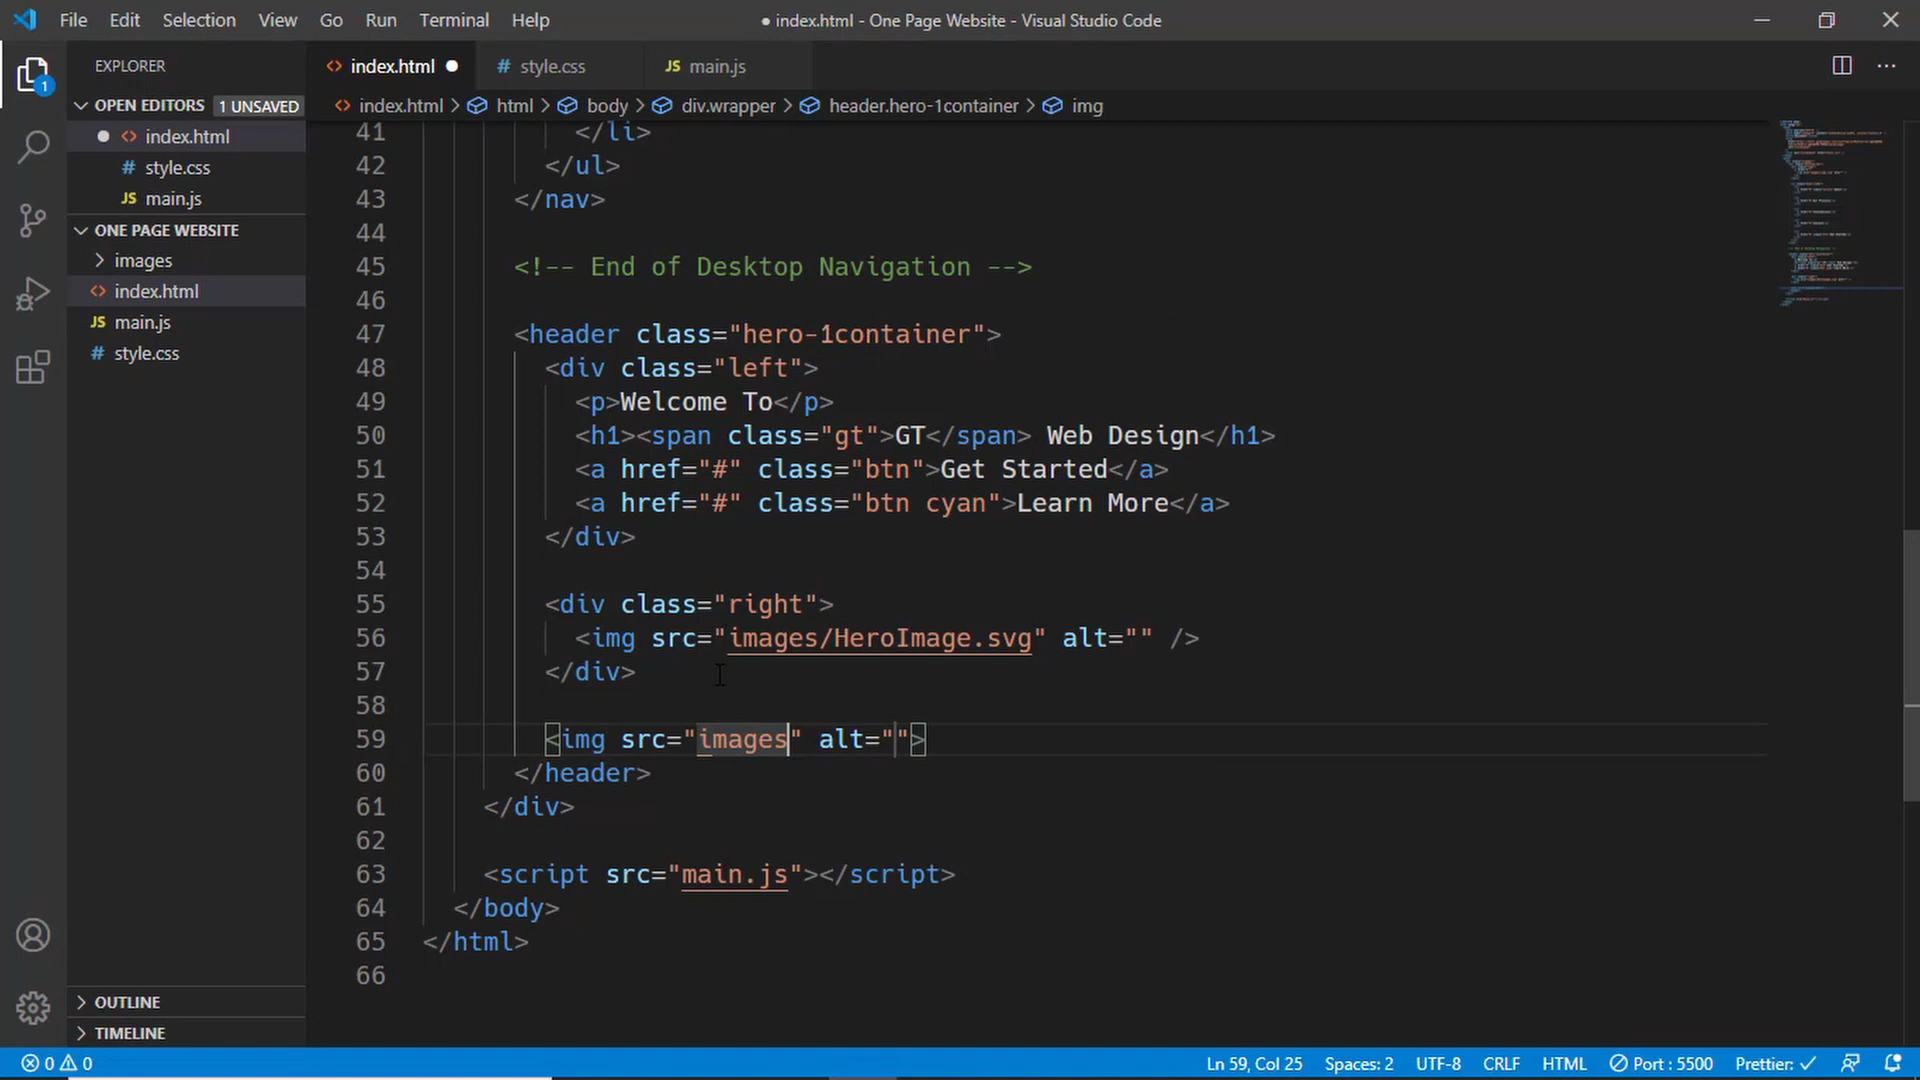 File Edit Selection View Go Run Terminal Help
● index.html - One Page Website - Visual Studio Code
EXPLORER
index.html
# style.css
JS main.js
1
OPEN EDITORS 1 UNSAVED
index.html > html > body > div.wrapper > header.hero-1container > img
index.html
# style.css
JS main.js
ONE PAGE WEBSITE
images
index.html
JS main.js
# style.css
41 </li>
42 </ul>
43 </nav>
44
45 <!-- End of Desktop Navigation -->
46
47 <header class="hero-1container">
48 <div class="left">
49 <p>Welcome To</p>
50 <h1><span class="gt">GT</span> Web Design</h1>
51 <a href="#" class="btn">Get Started</a>
52 <a href="#" class="btn cyan">Learn More</a>
53 </div>
54
55 <div class="right">
56 <img src="images/HeroImage.svg" alt="" />
57 </div>
58
59 <img src="images" alt="">
60 </header>
61 </div>
62
63 <script src="main.js"></script>
64 </body>
65 </html>
66
OUTLINE
TIMELINE
0 0
Ln 59, Col 25 Spaces: 2 UTF-8 CRLF HTML Port : 5500 Prettier: ✓